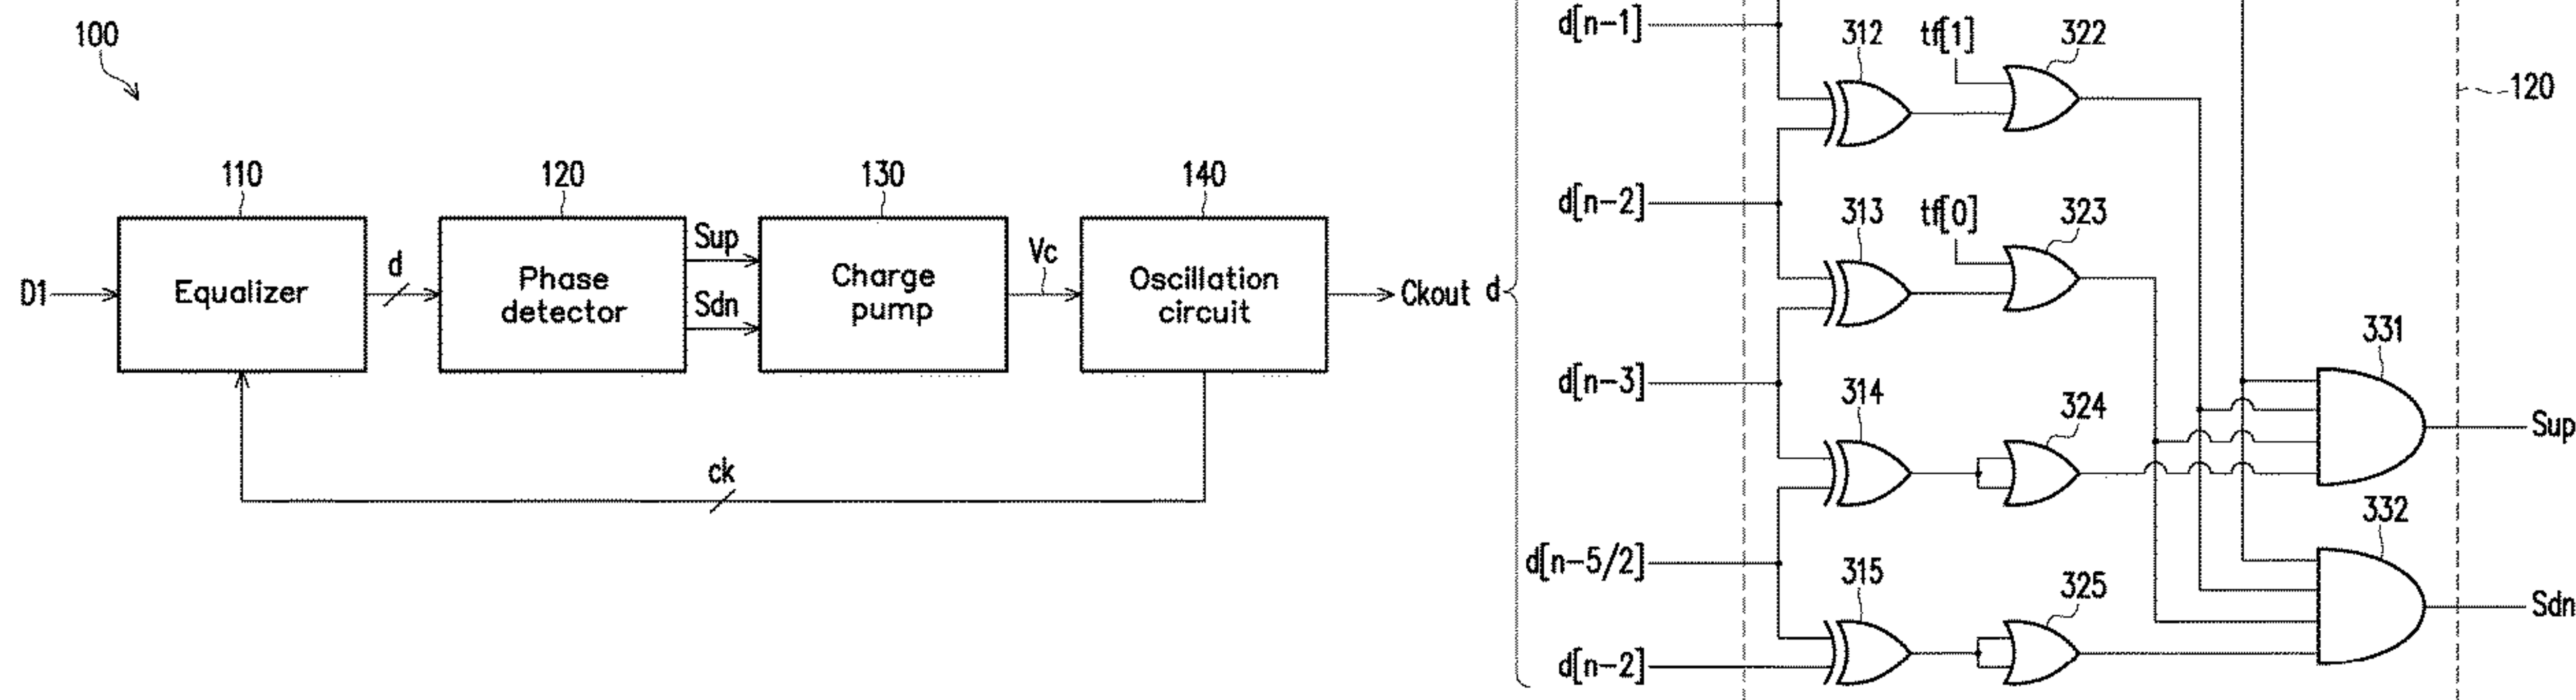 100
110
120
130
140
D1
Equalizer
d
Phase
detector
Sup
Sdn
Charge
pump
Vc
Oscillation
circuit
Ckout
ck
d
d[n-1]
312
tf[1]
322
120
d[n-2]
313
tf[0]
323
331
d[n-3]
314
324
Sup
332
d[n-5/2]
315
325
Sdn
d[n-2]